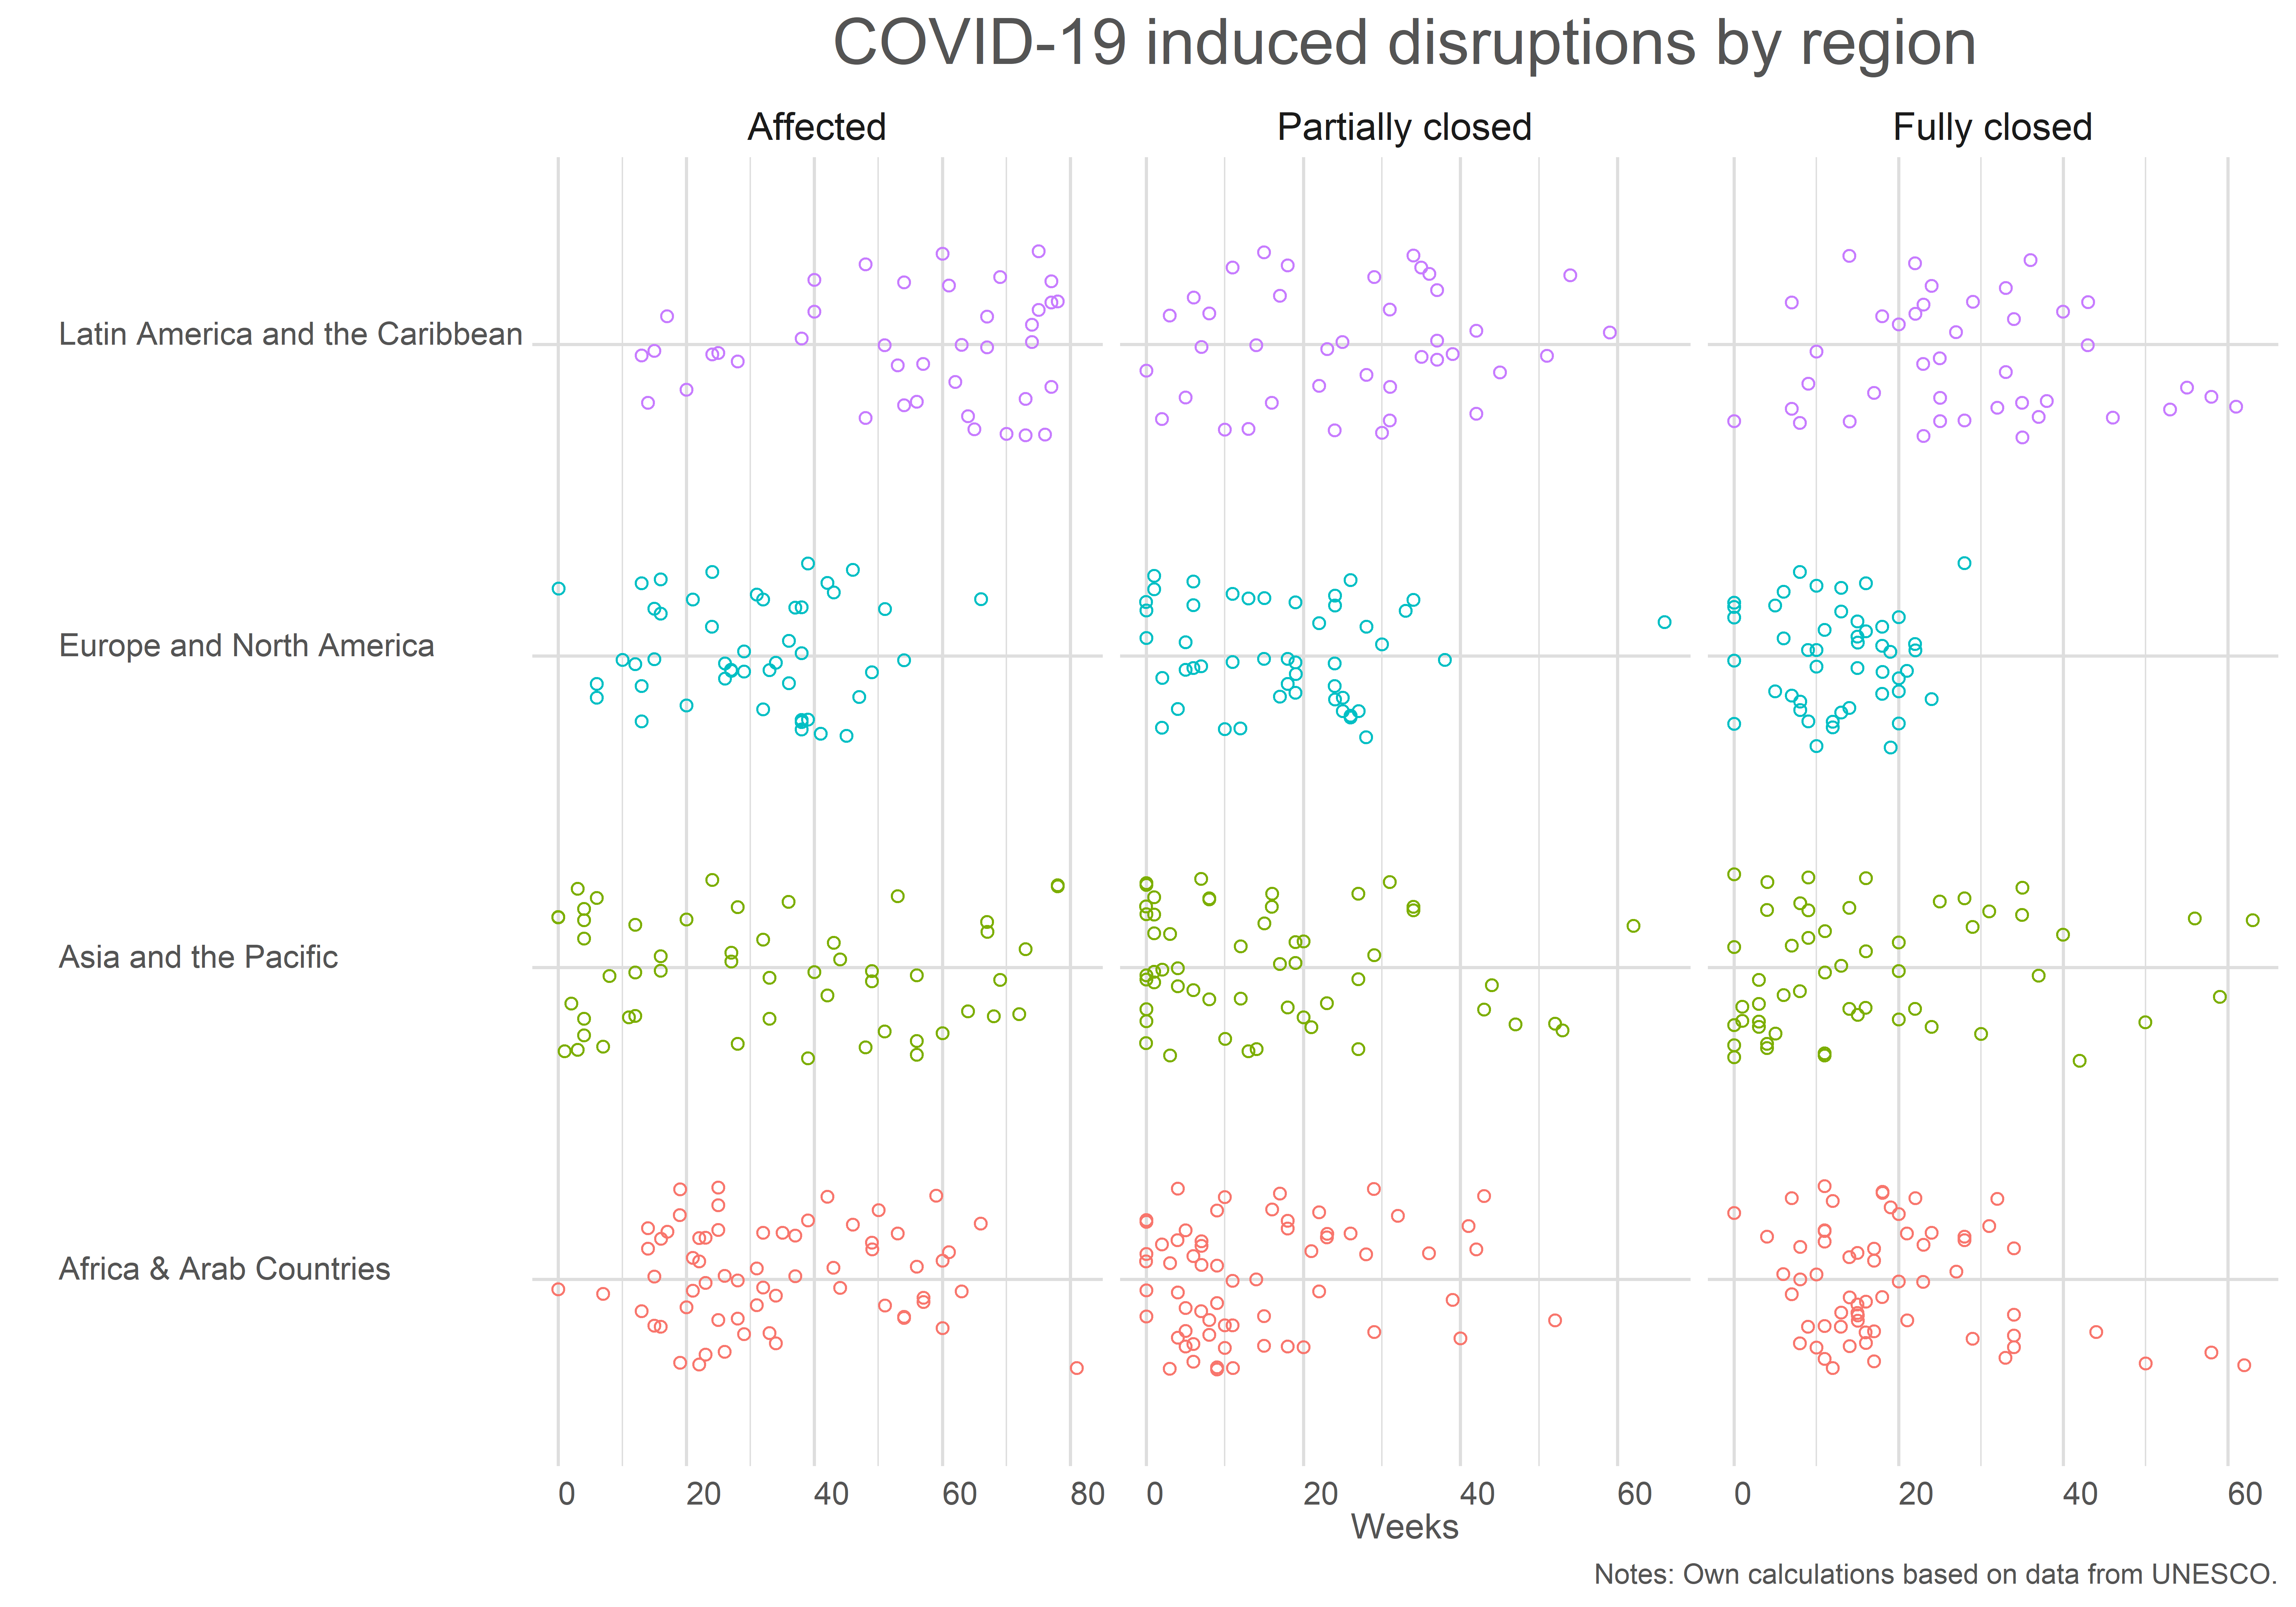 COVID-19 induced disruptions by region
Affected
Partially closed
Fully closed
Latin America and the Caribbean
Europe and North America
Asia and the Pacific
Africa & Arab Countries
0 20 40 60 80
0 20 40 60
0 20 40 60
Weeks
Notes: Own calculations based on data from UNESCO.